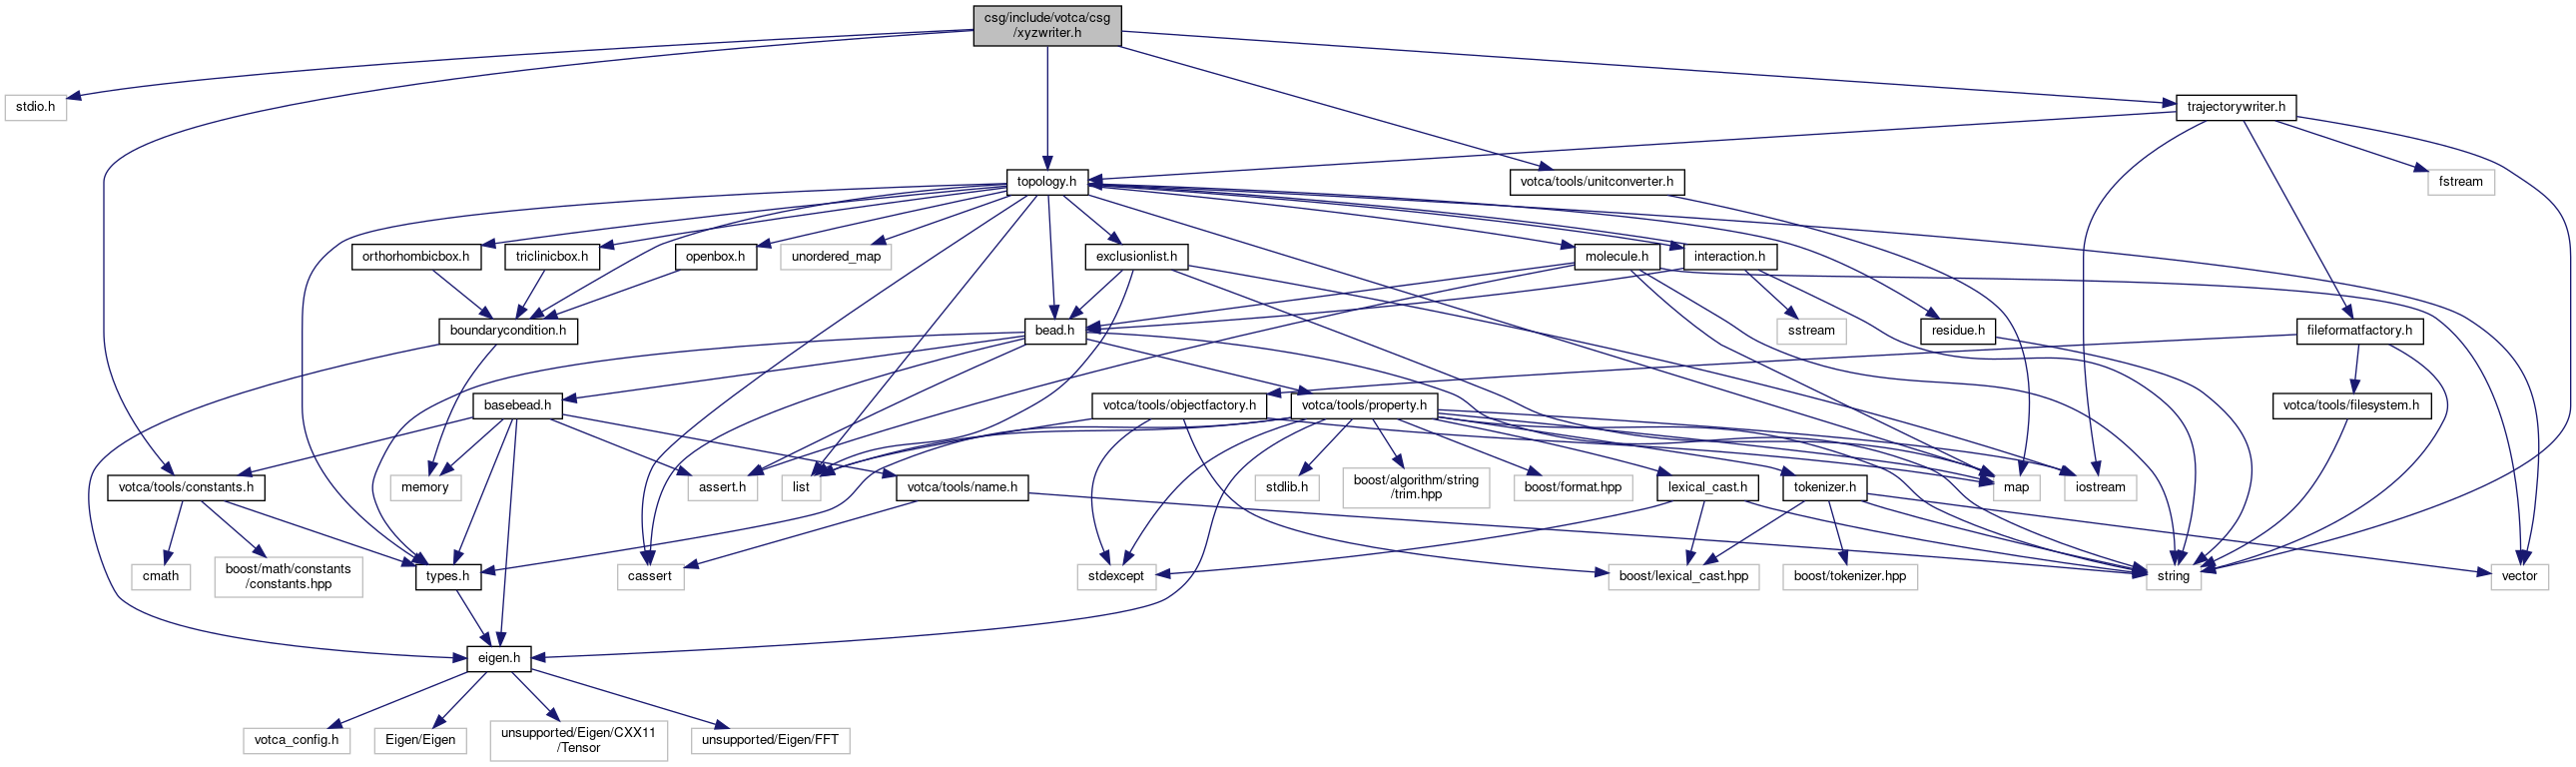 csg/include/votca/csg
/xyzwriter.h
stdio.h
trajectorywriter.h
topology.h
votca/tools/unitconverter.h
fstream
orthorhombicbox.h
triclinicbox.h
openbox.h
unordered_map
exclusionlist.h
molecule.h
interaction.h
boundarycondition.h
bead.h
sstream
residue.h
fileformatfactory.h
basebead.h
votca/tools/objectfactory.h
votca/tools/property.h
votca/tools/filesystem.h
votca/tools/constants.h
memory
assert.h
list
votca/tools/name.h
stdlib.h
boost/algorithm/string
/trim.hpp
boost/format.hpp
lexical_cast.h
tokenizer.h
map
iostream
cmath
boost/math/constants
/constants.hpp
types.h
cassert
stdexcept
boost/lexical_cast.hpp
boost/tokenizer.hpp
string
vector
eigen.h
votca_config.h
Eigen/Eigen
unsupported/Eigen/CXX11
/Tensor
unsupported/Eigen/FFT